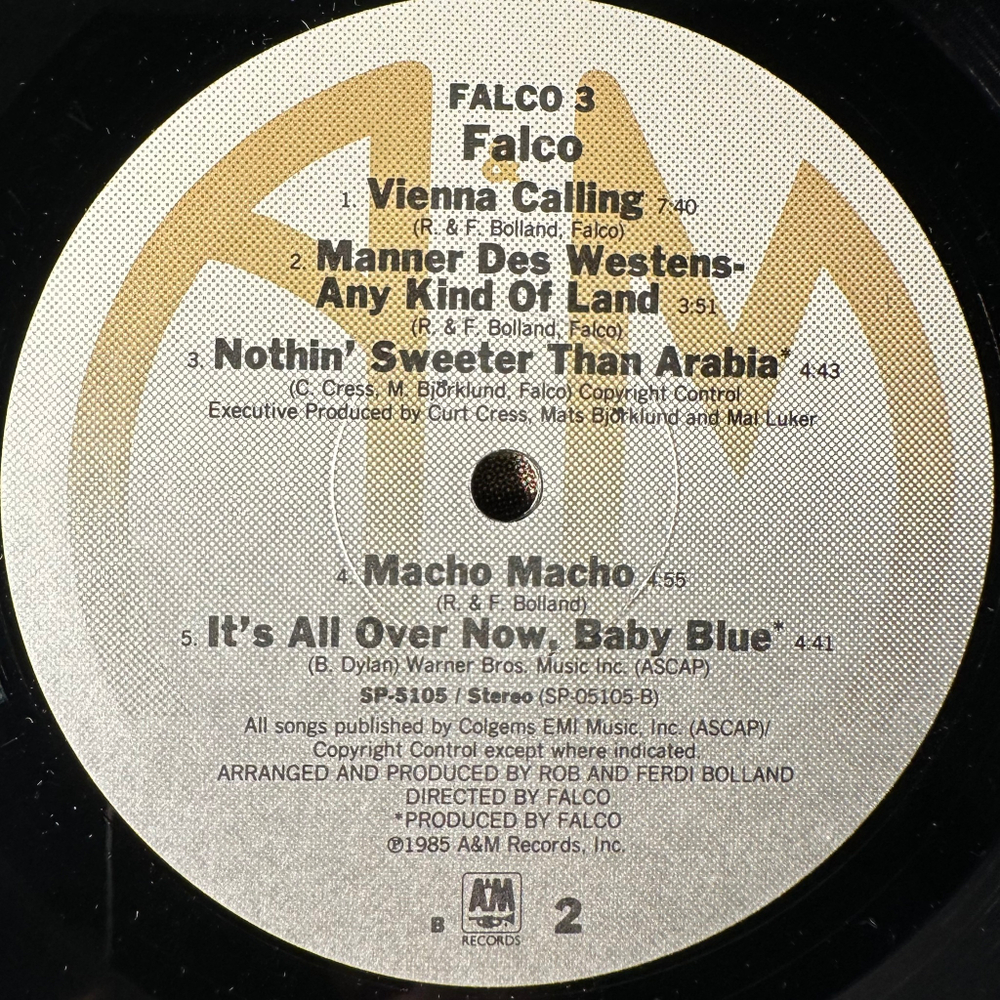 FALCO 3
Falco
1. Vienna Calling 7:40
(R. & F. Bolland, Falco)
2. Manner Des Westens-
Any Kind Of Land 3:51
(R. & F. Bolland, Falco)
3. Nothin' Sweeter Than Arabia* 4:43
(C. Cress, M. Björklund, Falco) Copyright Control
Executive Produced by Curt Cress, Mats Björklund and Mal Luker
4. Macho Macho 4:55
(R. & F. Bolland)
5. It's All Over Now, Baby Blue* 4:41
(B. Dylan) Warner Bros. Music Inc. (ASCAP)
SP-5105 / Stereo (SP-05105-B)
All songs published by Colgems EMI Music, Inc. (ASCAP)/
Copyright Control except where indicated.
ARRANGED AND PRODUCED BY ROB AND FERDI BOLLAND
DIRECTED BY FALCO
*PRODUCED BY FALCO
℗1985 A&M Records, Inc.
B A&M 2
RECORDS